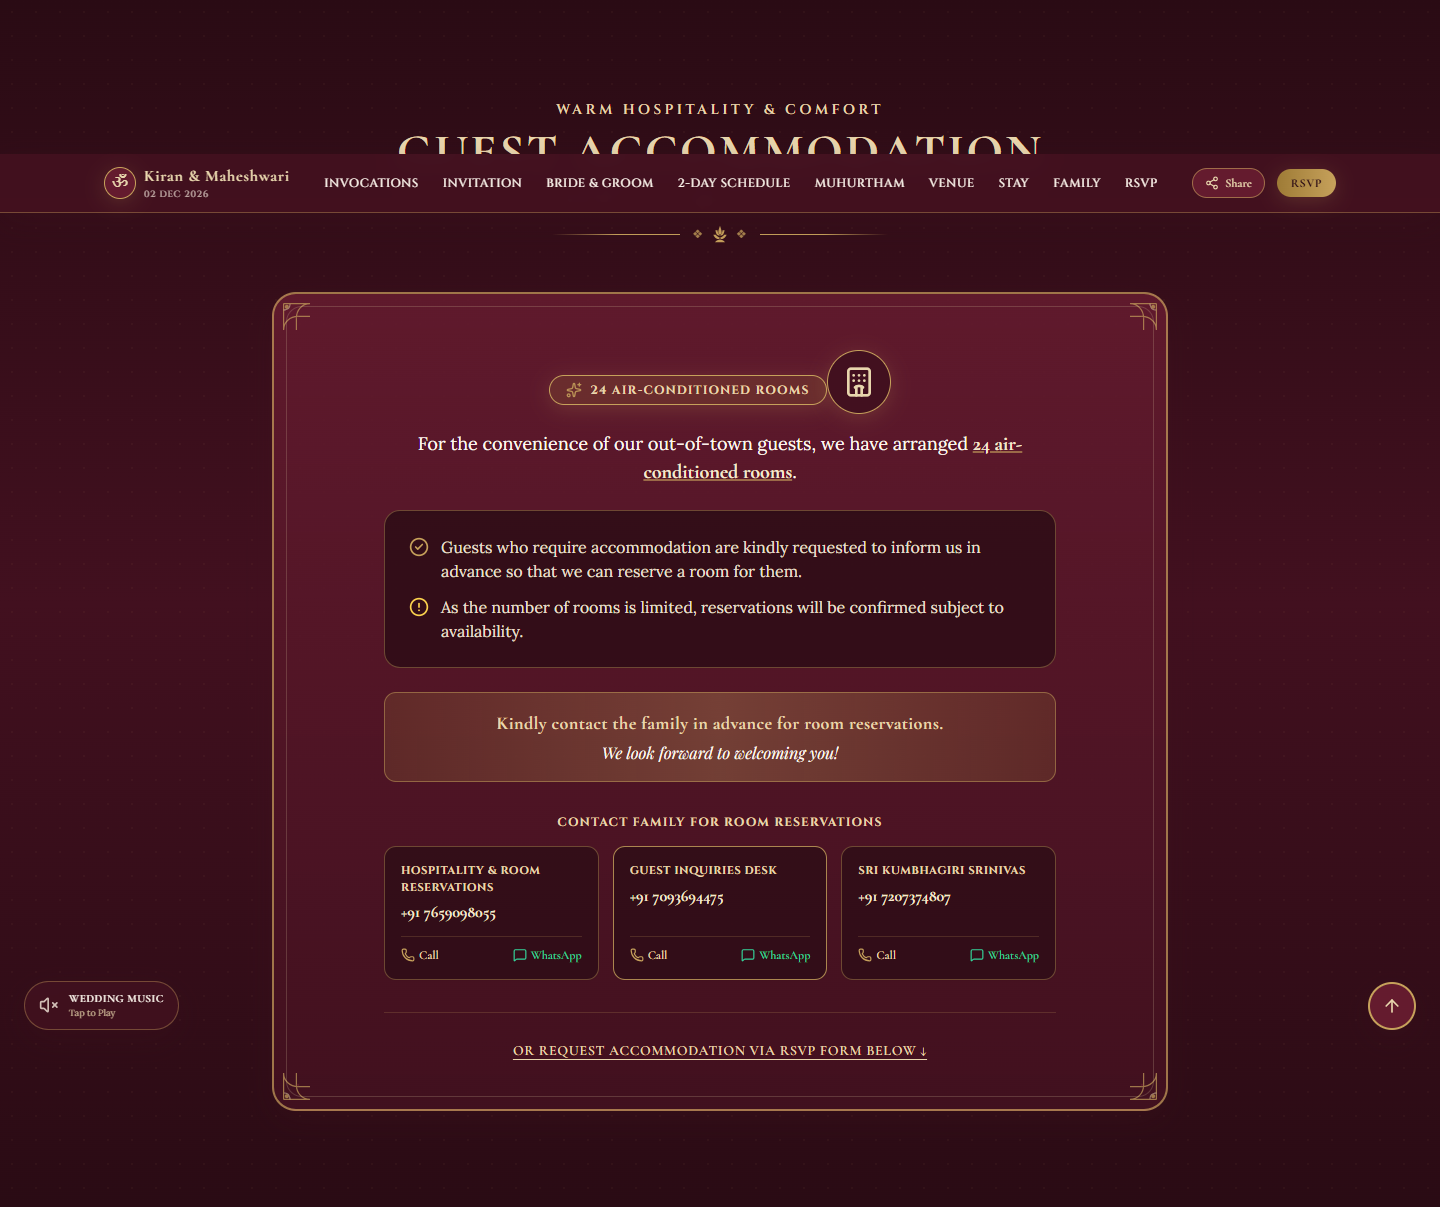 WARM HOSPITALITY & COMFORT
GUEST ACCOMMODATION
ॐ
Kiran & Maheshwari
02 DEC 2026
INVOCATIONS INVITATION BRIDE & GROOM 2-DAY SCHEDULE MUHURTHAM VENUE STAY FAMILY RSVP
Share
RSVP
24 AIR-CONDITIONED ROOMS
For the convenience of our out-of-town guests, we have arranged 24 air-
conditioned rooms.
Guests who require accommodation are kindly requested to inform us in
advance so that we can reserve a room for them.
As the number of rooms is limited, reservations will be confirmed subject to
availability.
Kindly contact the family in advance for room reservations.
We look forward to welcoming you!
CONTACT FAMILY FOR ROOM RESERVATIONS
HOSPITALITY & ROOM
RESERVATIONS
+91 7659098055
Call WhatsApp
GUEST INQUIRIES DESK
+91 7093694475
Call WhatsApp
SRI KUMBHAGIRI SRINIVAS
+91 7207374807
Call WhatsApp
WEDDING MUSIC
Tap to Play
OR REQUEST ACCOMMODATION VIA RSVP FORM BELOW ↓